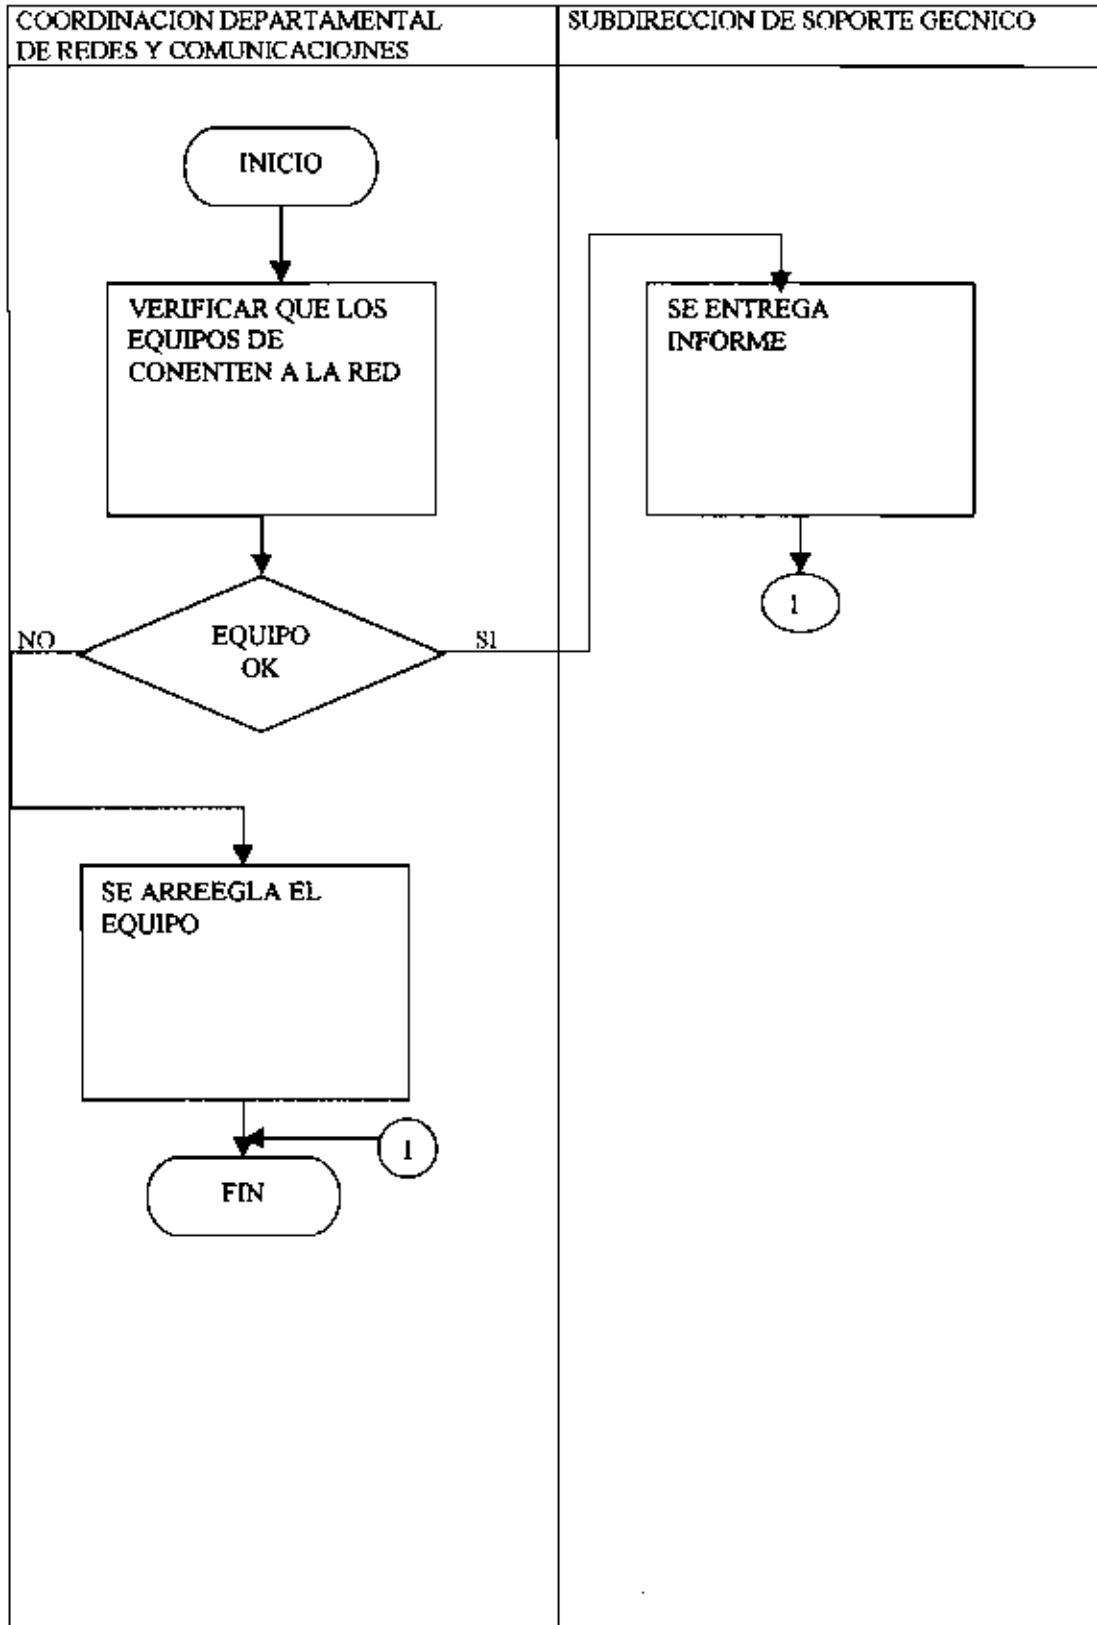 COORDINACION DEPARTAMENTAL
DE REDES Y COMUNICACIOJNES
SUBDIRECCION DE SOPORTE GECNICO
INICIO
VERIFICAR QUE LOS
EQUIPOS DE
CONENTEN A LA RED
SE ENTREGA
INFORME
1
EQUIPO
OK
NO
SI
SE ARREEGLA EL
EQUIPO
1
FIN